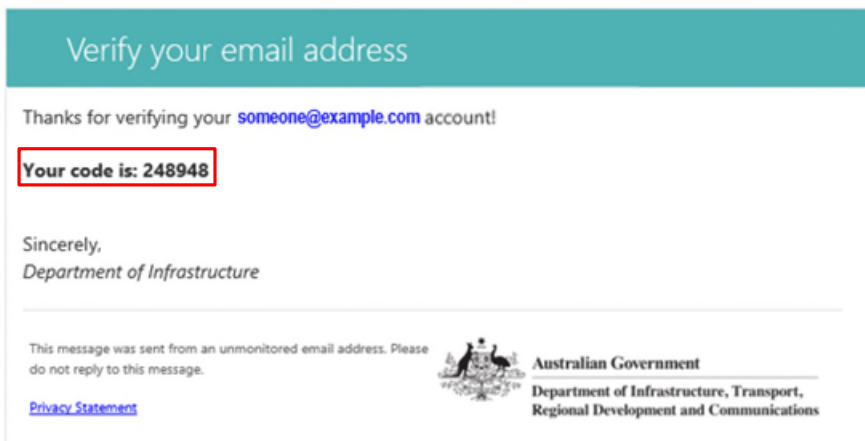 Verify your email address
Thanks for verifying your someone@example.com account!
Your code is: 248948
Sincerely,
Department of Infrastructure
This message was sent from an unmonitored email address. Please
do not reply to this message.
Privacy Statement
Australian Government
Department of Infrastructure, Transport,
Regional Development and Communications